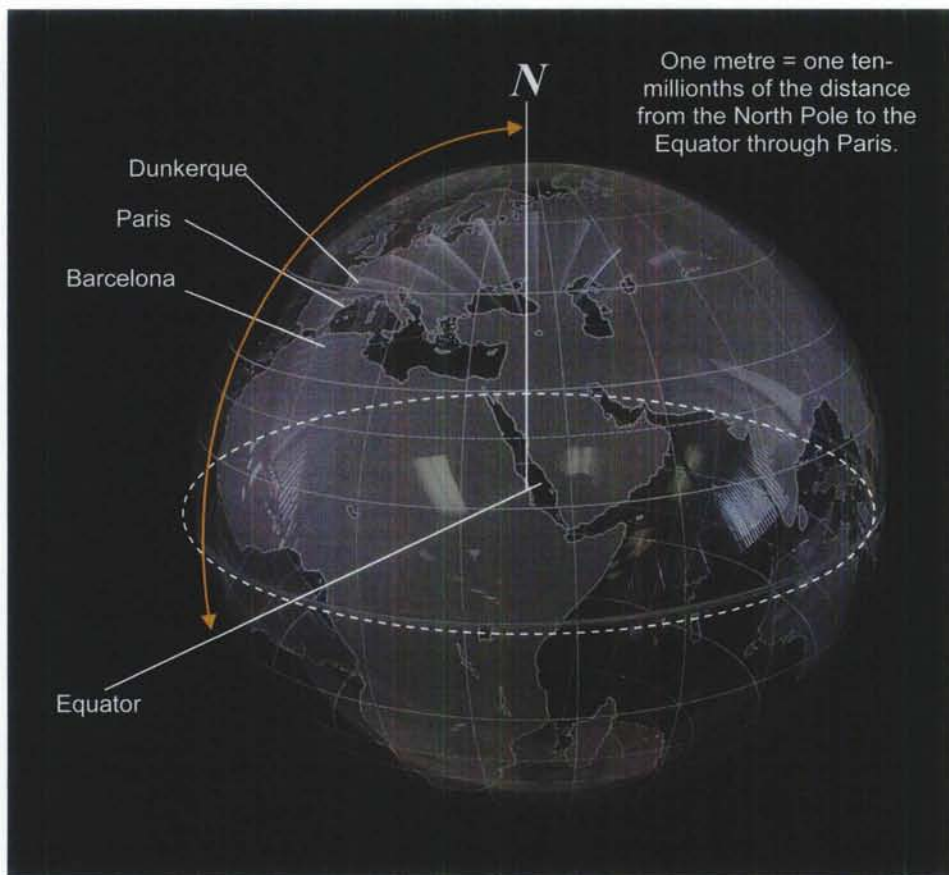 N
One metre = one ten-
millionths of the distance
from the North Pole to the
Equator through Paris.
Dunkerque
Paris
Barcelona
Equator